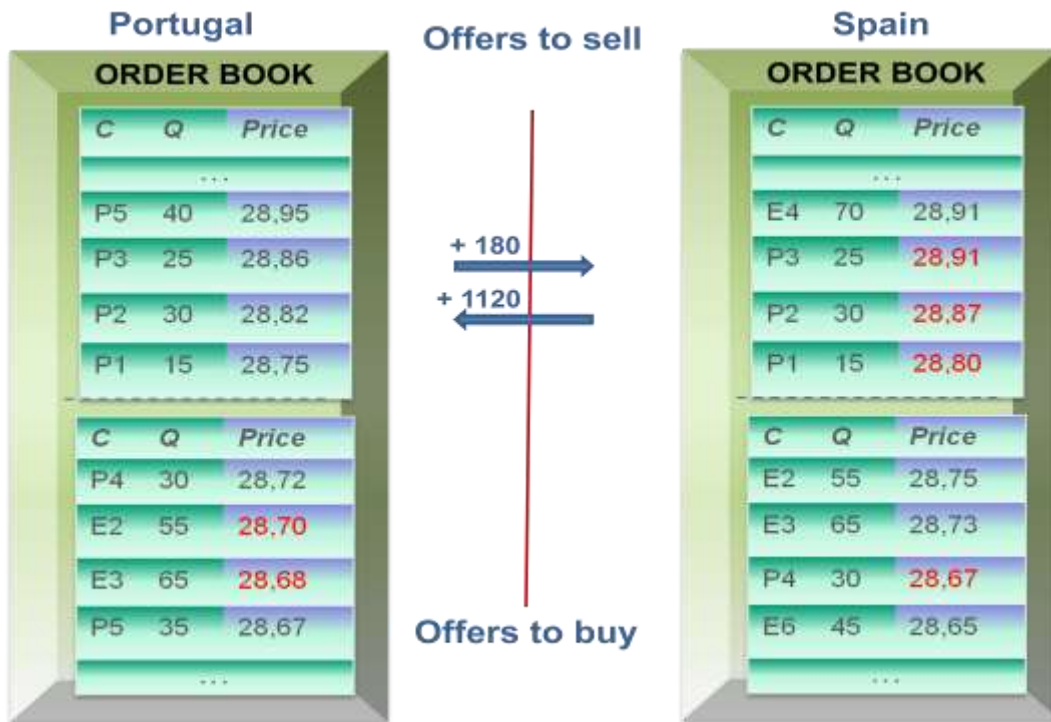 Portugal
ORDER BOOK
C Q Price
...
P5 40 28,95
P3 25 28,86
P2 30 28,82
P1 15 28,75
C Q Price
P4 30 28,72
E2 55 28,70
E3 65 28,68
P5 35 28,67
...
Offers to sell
+ 180
+ 1120
Offers to buy
Spain
ORDER BOOK
C Q Price
...
E4 70 28,91
P3 25 28,91
P2 30 28,87
P1 15 28,80
C Q Price
E2 55 28,75
E3 65 28,73
P4 30 28,67
E6 45 28,65
...